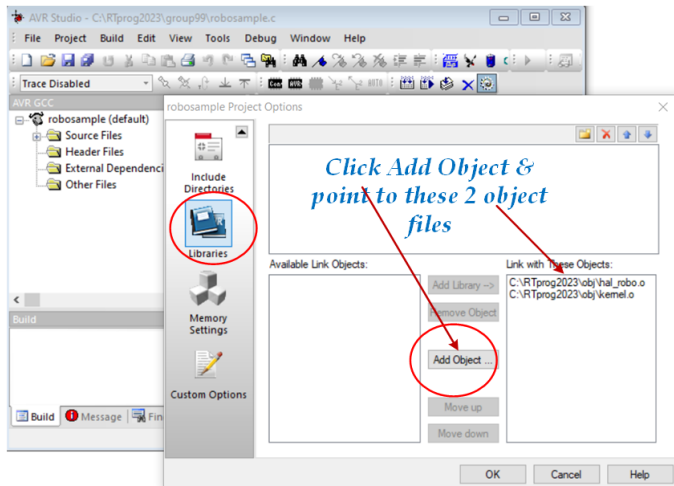 AVR Studio - C:\RTprog2023\group99\robosample.c
File Project Build Edit View Tools Debug Window Help
Trace Disabled
AVR GCC
robosample (default)
Source Files
Header Files
External Dependenci
Other Files
Build
Build Message Fin
robosample Project Options
Include
Directories
Libraries
Memory
Settings
Custom Options
Click Add Object &
point to these 2 object
files
Available Link Objects:
Link with These Objects:
Add Library -->
Remove Object
Add Object ...
Move up
Move down
C:\RTprog2023\obj\hal_robo.o
C:\RTprog2023\obj\kernel.o
OK Cancel Help